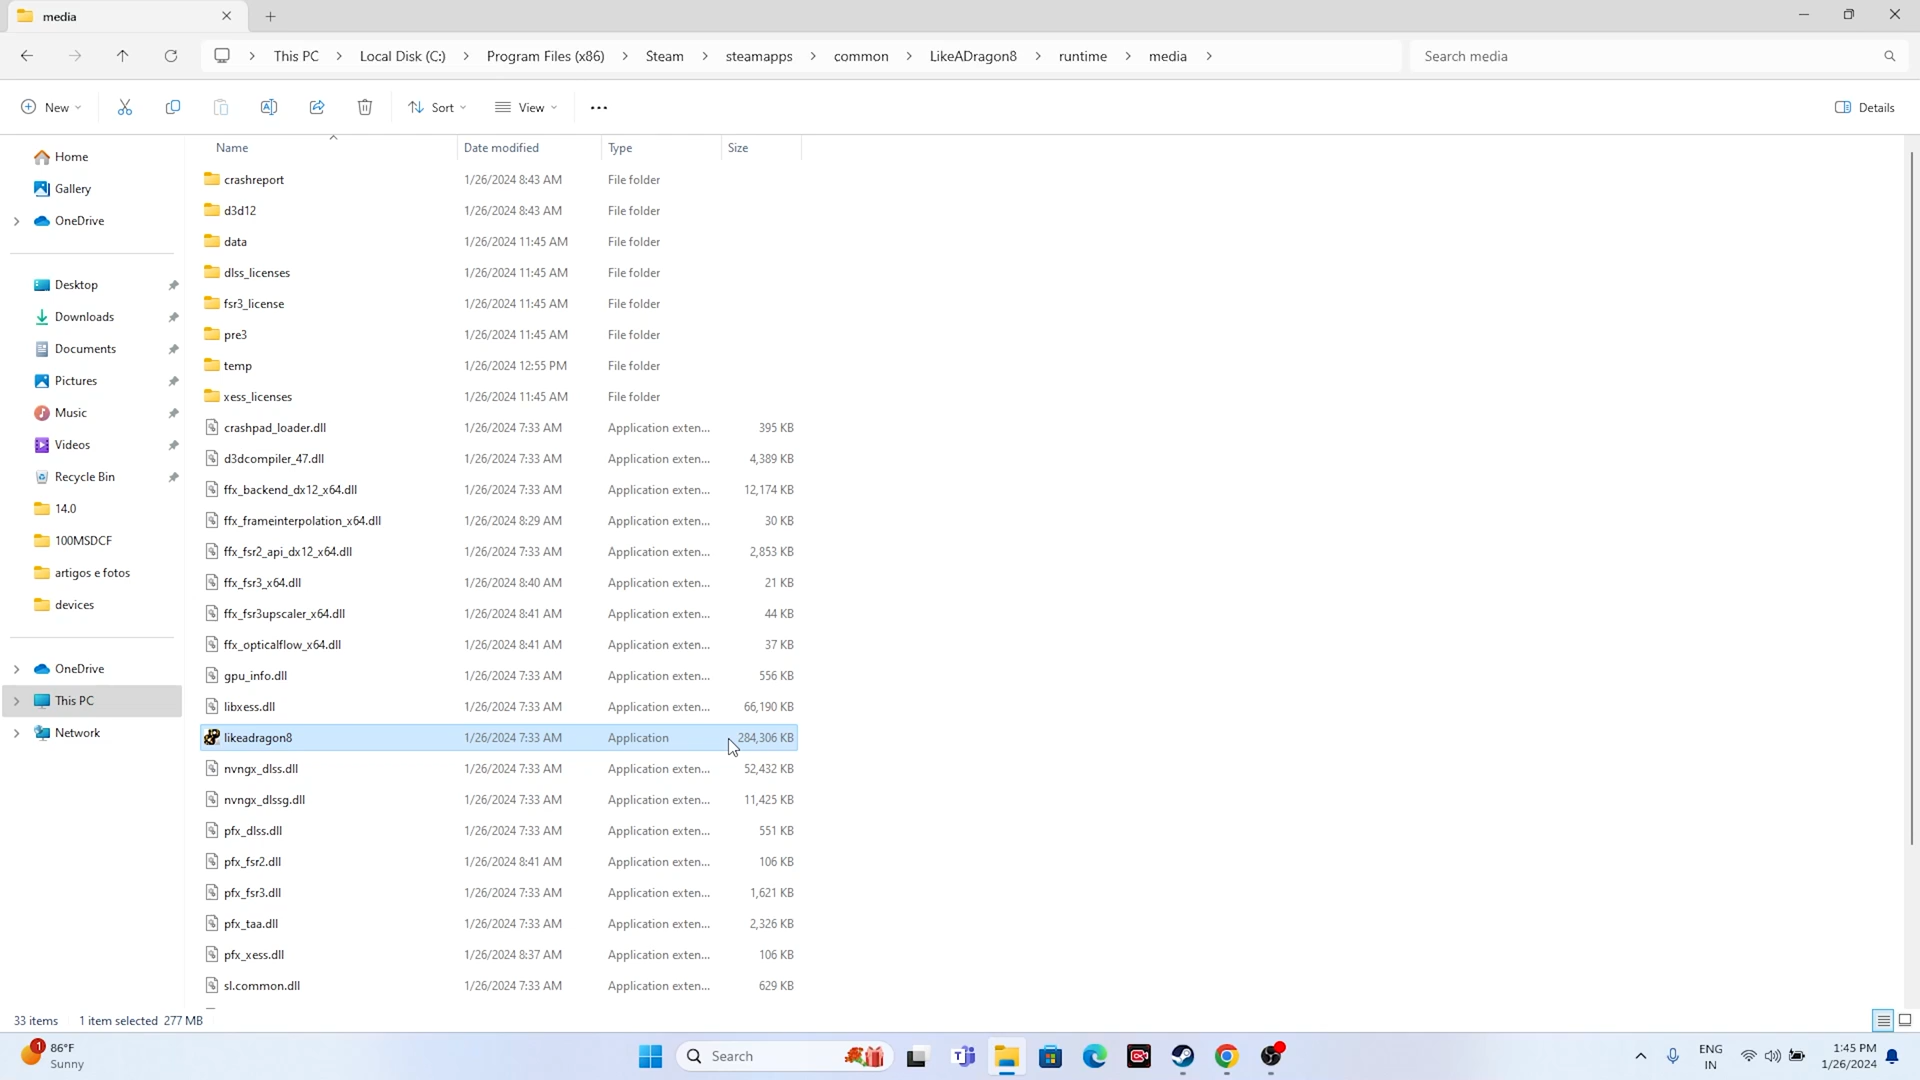 media
This PC
Local Disk (C:)
Program Files (x86)
Steam
steamapps
common
LikeADragon8
runtime
media
Search media
New
Sort
View
Details
Name
Date modified
Type
Size
Home
Gallery
OneDrive
Desktop
Downloads
Documents
Pictures
Music
Videos
Recycle Bin
14.0
100MSDCF
artigos e fotos
devices
OneDrive
This PC
Network
crashreport 1/26/2024 8:43 AM File folder
d3d12 1/26/2024 8:43 AM File folder
data 1/26/2024 11:45 AM File folder
dlss_licenses 1/26/2024 11:45 AM File folder
fsr3_license 1/26/2024 11:45 AM File folder
pre3 1/26/2024 11:45 AM File folder
temp 1/26/2024 12:55 PM File folder
xess_licenses 1/26/2024 11:45 AM File folder
crashpad_loader.dll 1/26/2024 7:33 AM Application exten... 395 KB
d3dcompiler_47.dll 1/26/2024 7:33 AM Application exten... 4,389 KB
ffx_backend_dx12_x64.dll 1/26/2024 7:33 AM Application exten... 12,174 KB
ffx_frameinterpolation_x64.dll 1/26/2024 8:29 AM Application exten... 30 KB
ffx_fsr2_api_dx12_x64.dll 1/26/2024 7:33 AM Application exten... 2,853 KB
ffx_fsr3_x64.dll 1/26/2024 8:40 AM Application exten... 21 KB
ffx_fsr3upscaler_x64.dll 1/26/2024 8:41 AM Application exten... 44 KB
ffx_opticalflow_x64.dll 1/26/2024 8:41 AM Application exten... 37 KB
gpu_info.dll 1/26/2024 7:33 AM Application exten... 556 KB
libxess.dll 1/26/2024 7:33 AM Application exten... 66,190 KB
likeadragon8 1/26/2024 7:33 AM Application 284,306 KB
nvngx_dlss.dll 1/26/2024 7:33 AM Application exten... 52,432 KB
nvngx_dlssg.dll 1/26/2024 7:33 AM Application exten... 11,425 KB
pfx_dlss.dll 1/26/2024 7:33 AM Application exten... 551 KB
pfx_fsr2.dll 1/26/2024 8:41 AM Application exten... 106 KB
pfx_fsr3.dll 1/26/2024 7:33 AM Application exten... 1,621 KB
pfx_taa.dll 1/26/2024 7:33 AM Application exten... 2,326 KB
pfx_xess.dll 1/26/2024 8:37 AM Application exten... 106 KB
sl.common.dll 1/26/2024 7:33 AM Application exten... 629 KB
33 items 1 item selected 277 MB
1
86°F
Sunny
Search
ENG
IN
1:45 PM
1/26/2024